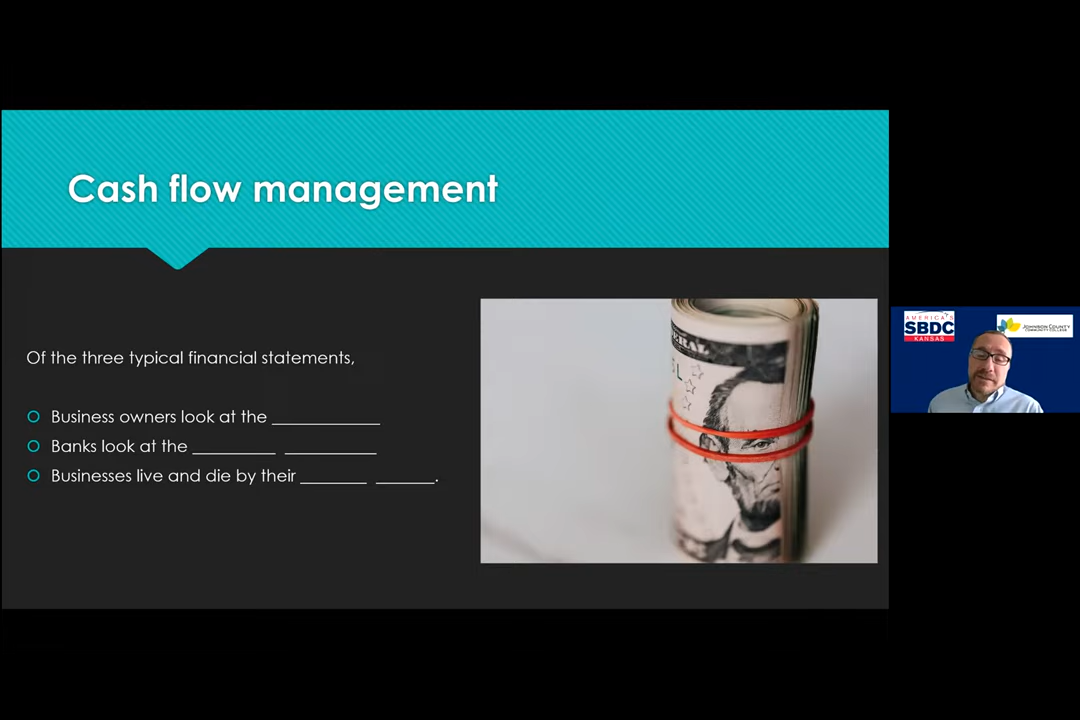 Cash flow management
Of the three typical financial statements,
Business owners look at the ____________
Banks look at the _________ __________
Businesses live and die by their _______ ______.
AMERICA'S
SBDC
KANSAS
JOHNSON COUNTY
COMMUNITY COLLEGE